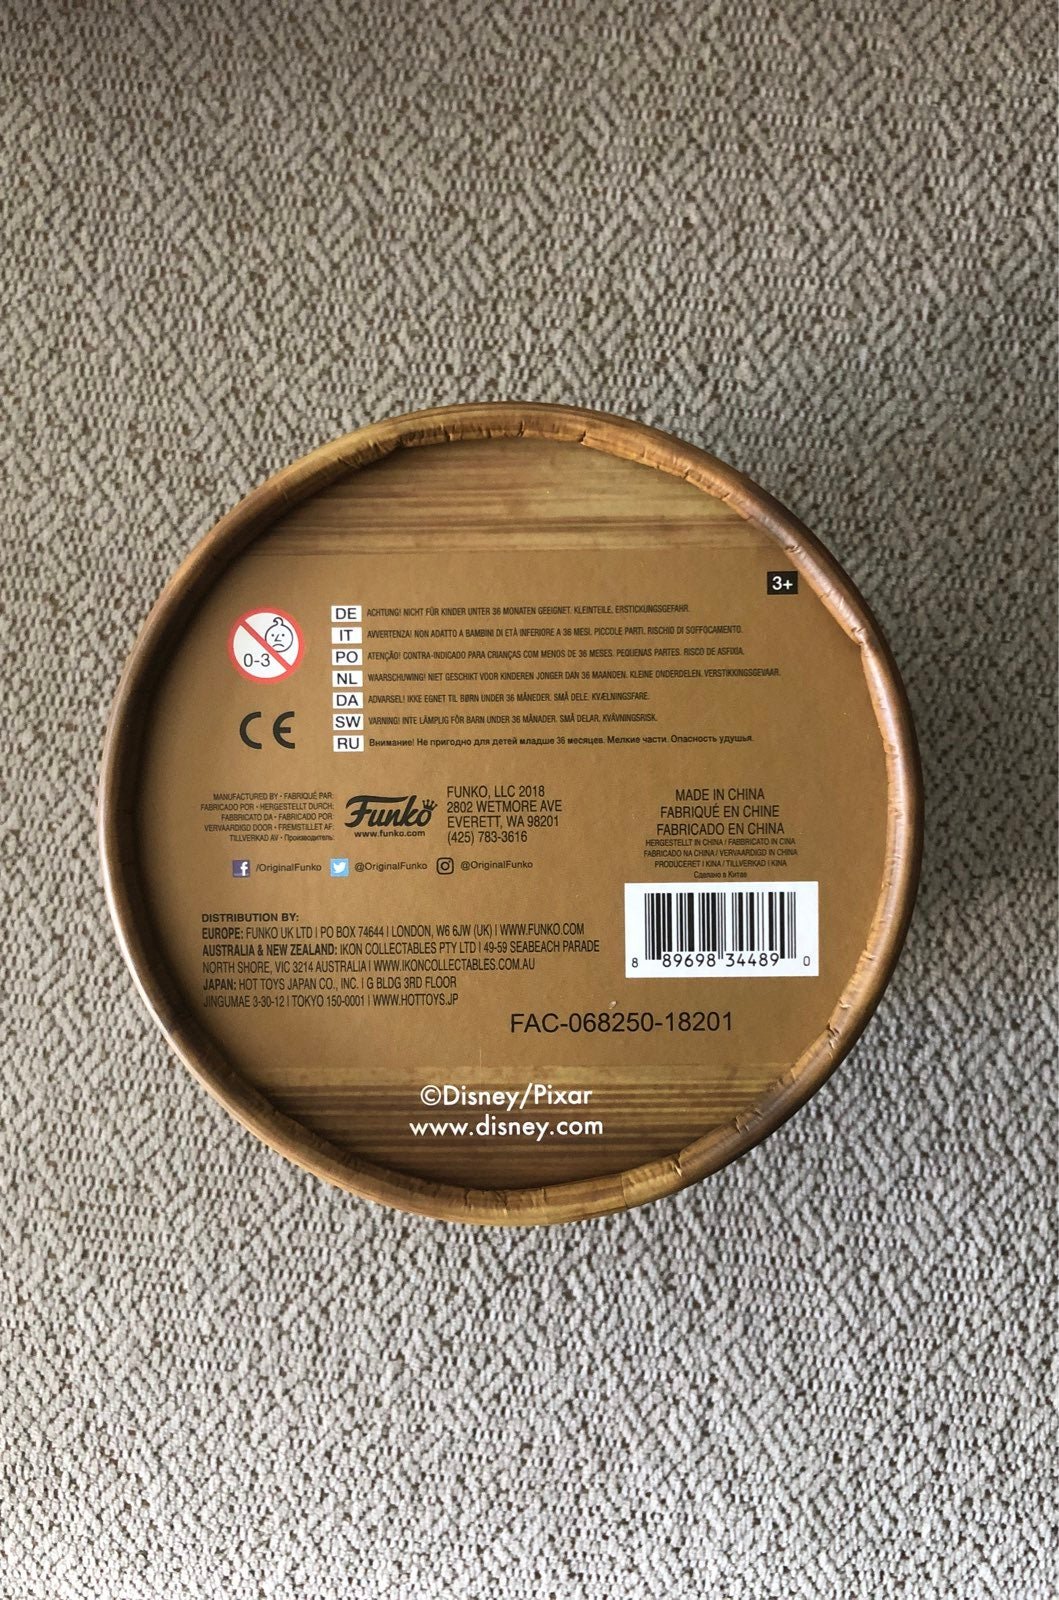 3+
0-3
DE ACHTUNG! NICHT FÜR KINDER UNTER 36 MONATEN GEEIGNET. KLEINTEILE. ERSTICKUNGSGEFAHR.
IT AVVERTENZA! NON ADATTO A BAMBINI DI ETÀ INFERIORE A 36 MESI. PICCOLE PARTI. RISCHIO DI SOFFOCAMENTO.
PO ATENÇÃO! CONTRA-INDICADO PARA CRIANÇAS COM MENOS DE 36 MESES. PEQUENAS PARTES. RISCO DE ASFIXIA.
NL WAARSCHUWING! NIET GESCHIKT VOOR KINDEREN JONGER DAN 36 MAANDEN. KLEINE ONDERDELEN. VERSTIKKINGSGEVAAR.
DA ADVARSEL! IKKE EGNET TIL BØRN UNDER 36 MÅNEDER. SMÅ DELE. KVÆLNINGSFARE.
SW VARNING! INTE LÄMPLIG FÖR BARN UNDER 36 MÅNADER. SMÅ DELAR. KVÄVNINGSRISK.
RU Внимание! Не пригодно для детей младше 36 месяцев. Мелкие части. Опасность удушья.
CE
MANUFACTURED BY • FABRIQUÉ PAR:
FABRICADO POR • HERGESTELLT DURCH:
FABBRICATO DA • FABRICADO POR:
VERVAARDIGD DOOR • FREMSTILLET AF:
TILLVERKAD AV • Производитель:
Funko
www.funko.com
FUNKO, LLC 2018
2802 WETMORE AVE
EVERETT, WA 98201
(425) 783-3616
f /OriginalFunko @OriginalFunko @OriginalFunko
MADE IN CHINA
FABRIQUÉ EN CHINE
FABRICADO EN CHINA
HERGESTELLT IN CHINA / FABBRICATO IN CINA
FABRICADO NA CHINA / VERVAARDIGD IN CHINA
PRODUCERET I KINA / TILLVERKAD I KINA
Сделано в Китае
8 89698 34489 0
DISTRIBUTION BY:
EUROPE: FUNKO UK LTD | PO BOX 74644 | LONDON, W6 6JW (UK) | WWW.FUNKO.COM
AUSTRALIA & NEW ZEALAND: IKON COLLECTABLES PTY LTD | 49-59 SEABEACH PARADE
NORTH SHORE, VIC 3214 AUSTRALIA | WWW.IKONCOLLECTABLES.COM.AU
JAPAN: HOT TOYS JAPAN CO., INC. | G BLDG 3RD FLOOR
JINGUMAE 3-30-12 | TOKYO 150-0001 | WWW.HOTTOYS.JP
FAC-068250-18201
©Disney/Pixar
www.disney.com